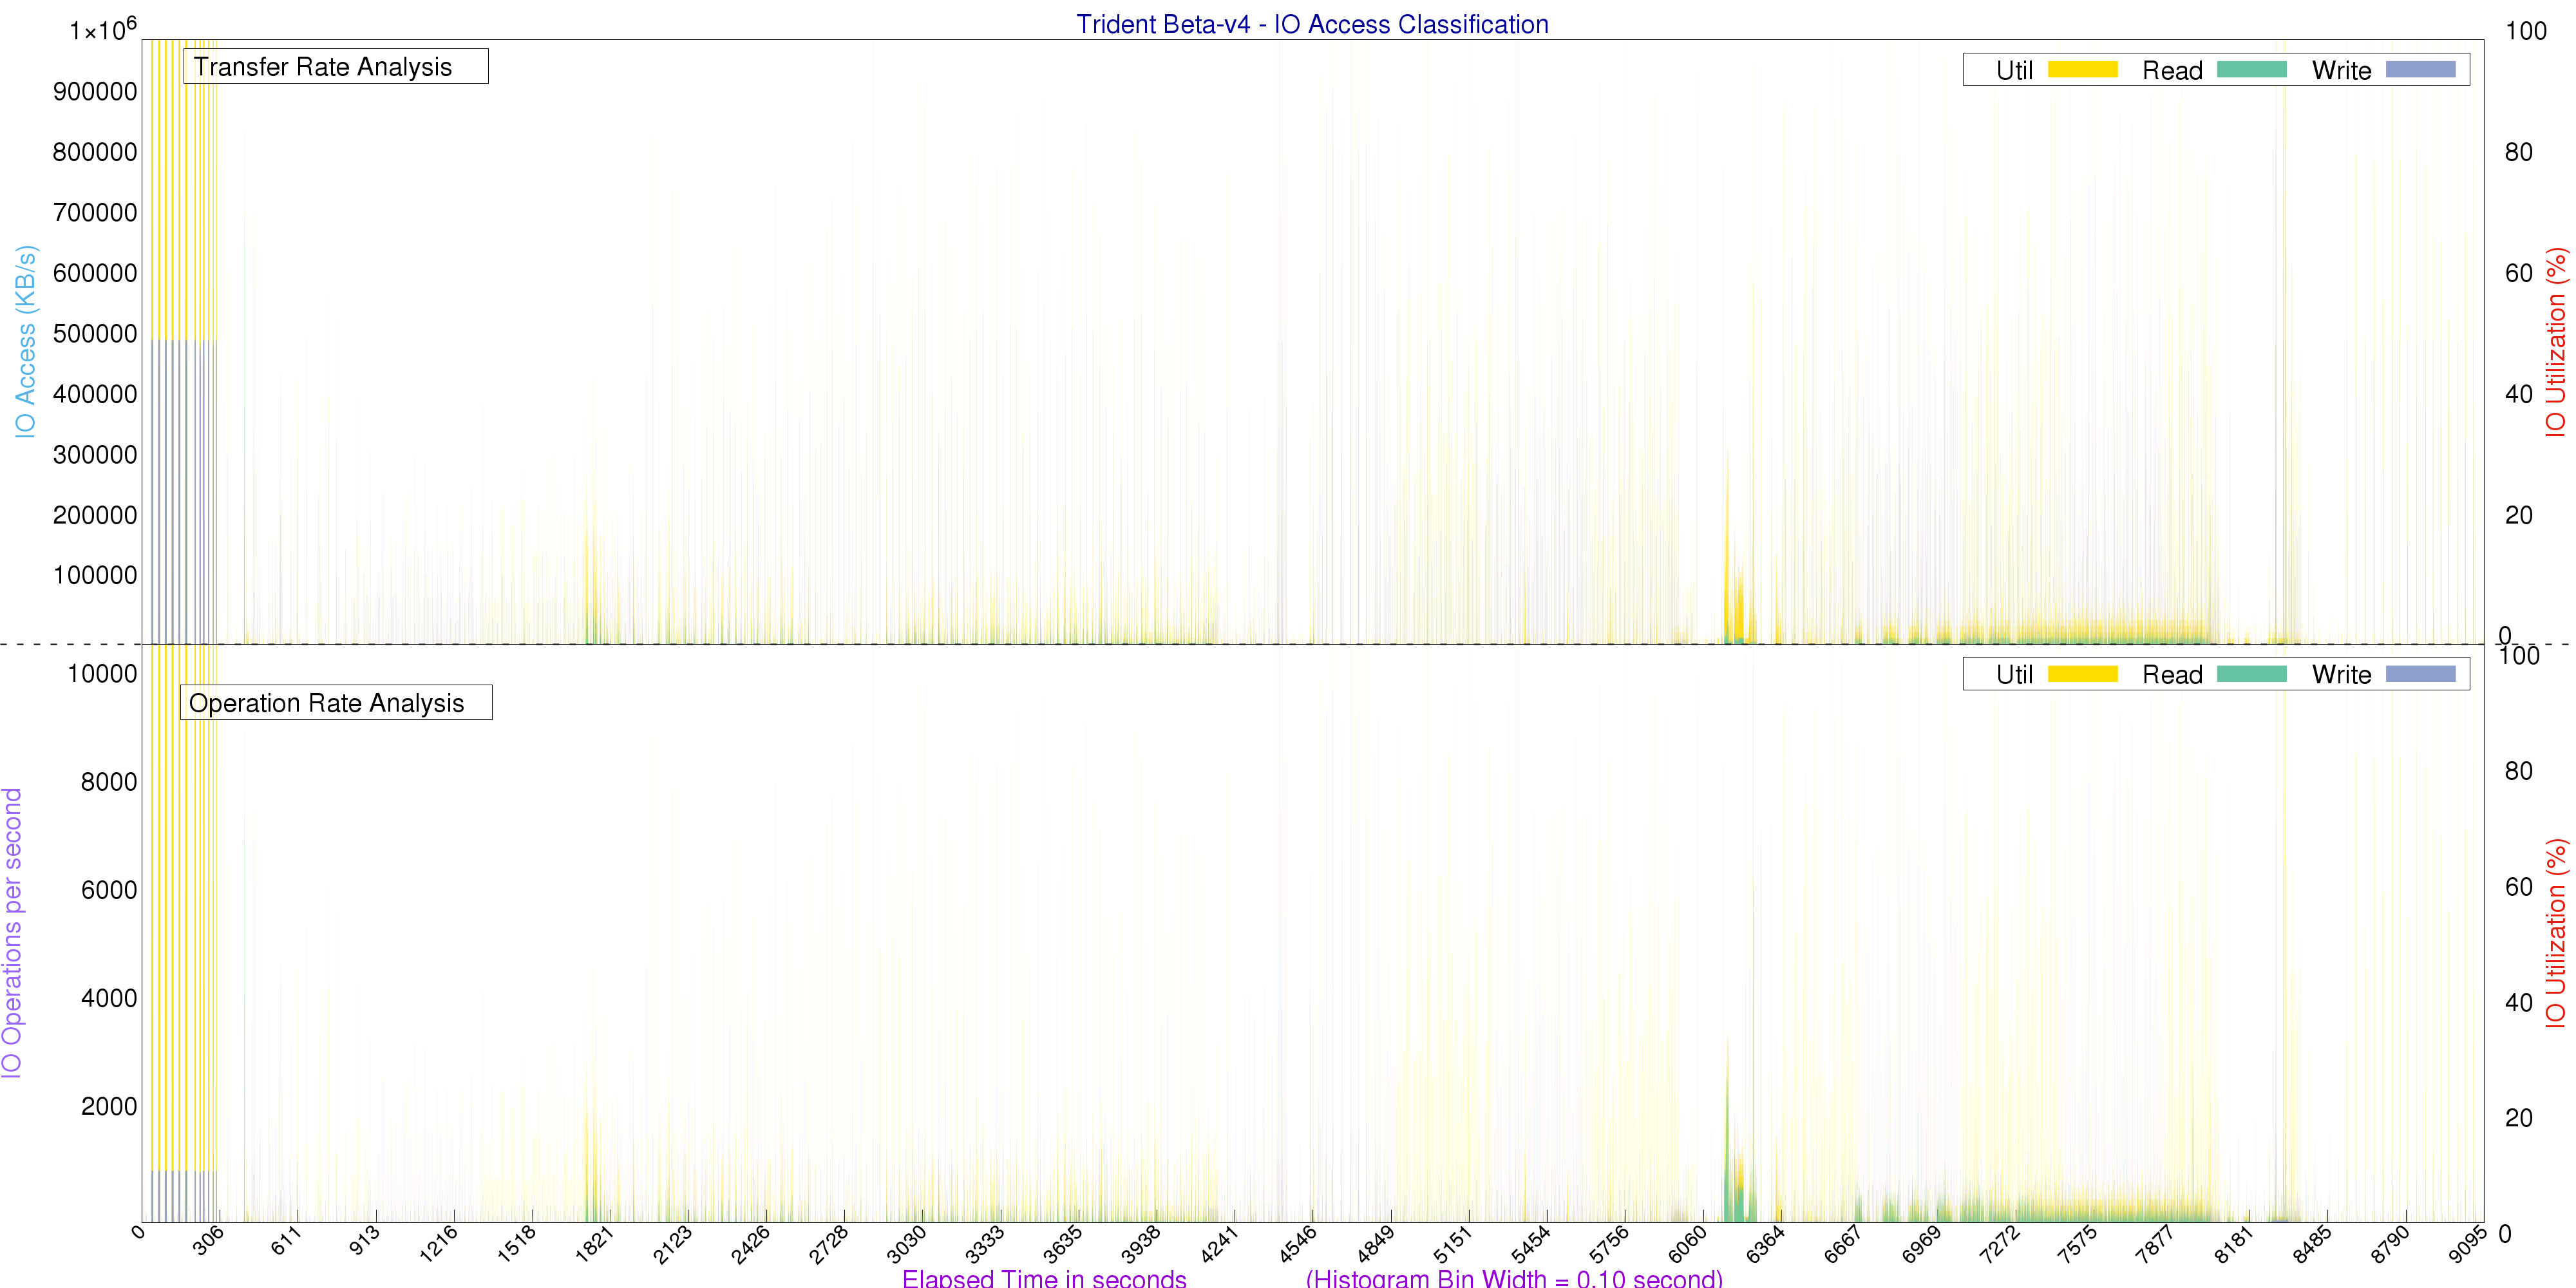 Trident Beta-v4 - IO Access Classification
Transfer Rate Analysis
Util Read Write
1×10⁶
900000
800000
700000
600000
500000
400000
300000
200000
100000
IO Access (KB/s)
100
80
60
40
20
0
IO Utilization (%)
Operation Rate Analysis
Util Read Write
10000
8000
6000
4000
2000
IO Operations per second
100
80
60
40
20
0
IO Utilization (%)
0 306 611 913 1216 1518 1821 2123 2426 2728 3030 3333 3635 3938 4241 4546 4849 5151 5454 5756 6060 6364 6667 6969 7272 7575 7877 8181 8485 8790 9095
Elapsed Time in seconds (Histogram Bin Width = 0.10 second)